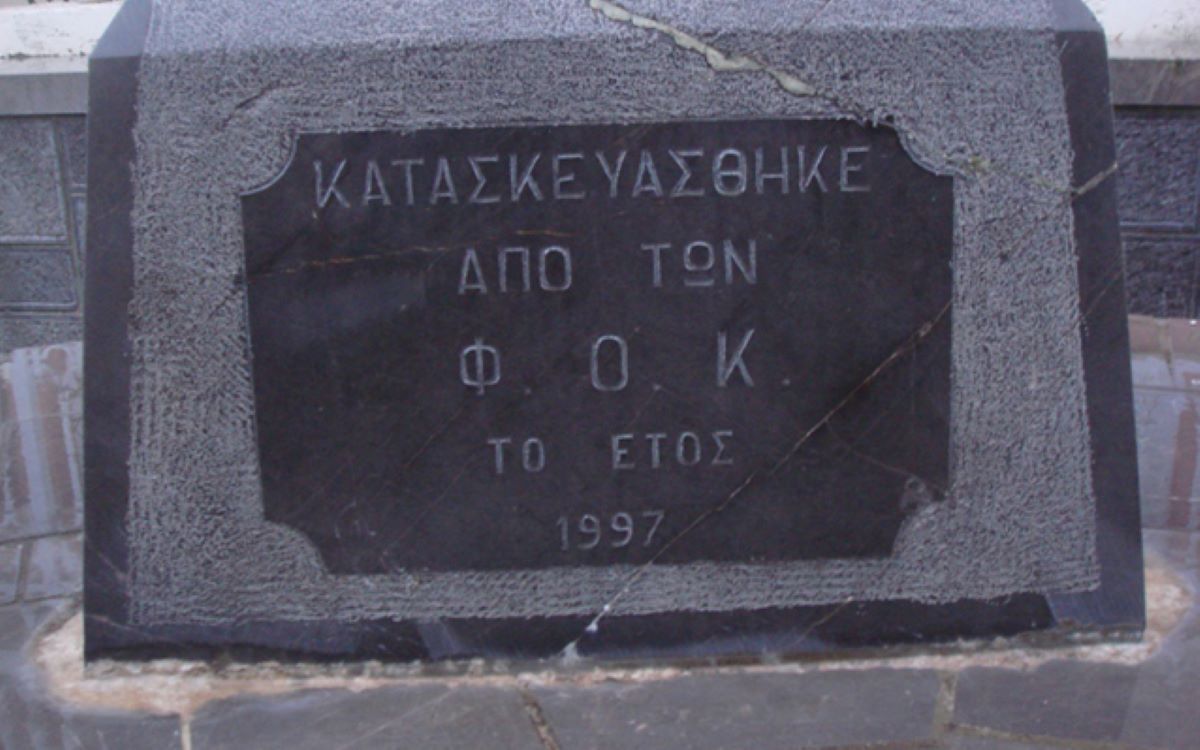 ΚΑΤΑΣΚΕΥΑΣΘΗΚΕ
ΑΠΟ ΤΩΝ
Φ. Ο. Κ.
ΤΟ ΕΤΟΣ
1997